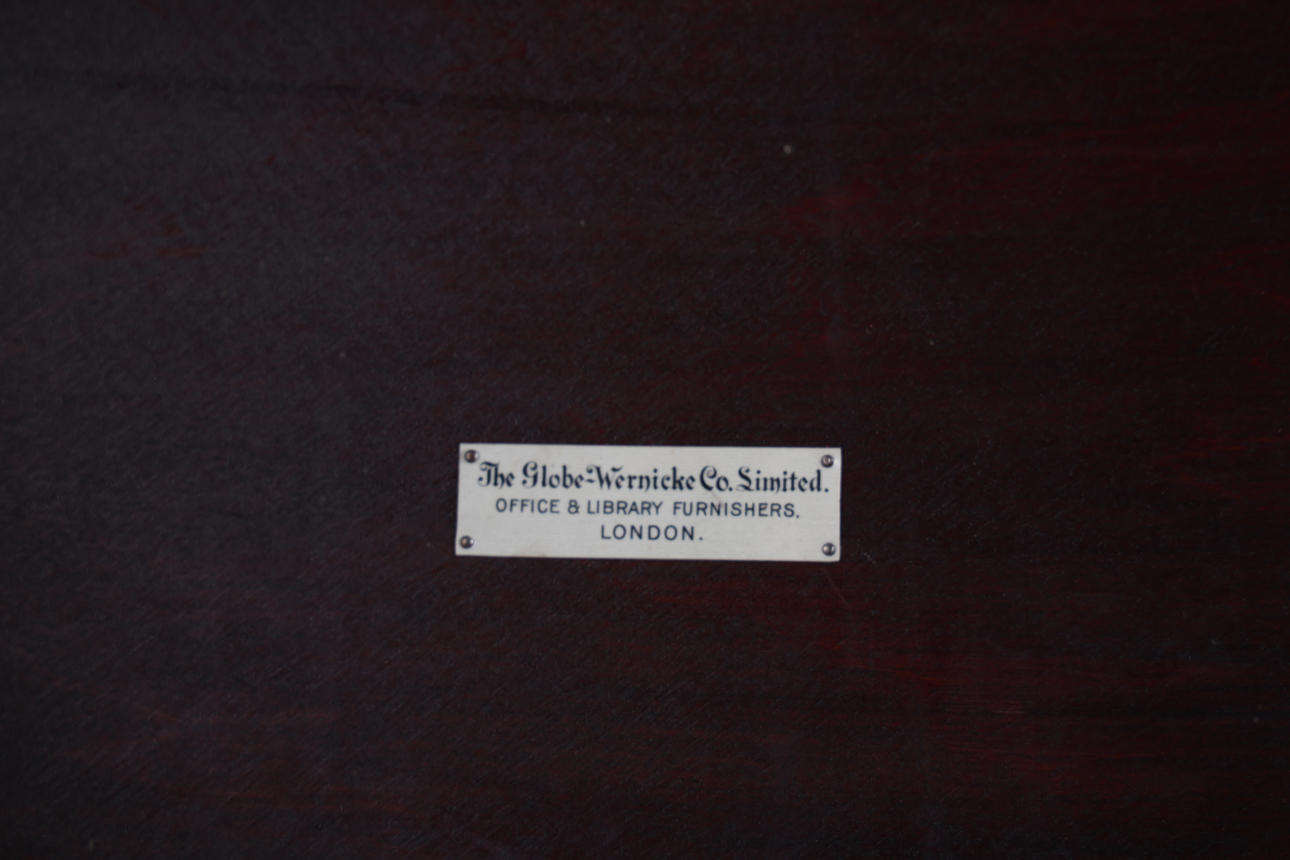 The Globe-Wernicke Co. Limited.
OFFICE & LIBRARY FURNISHERS.
LONDON.